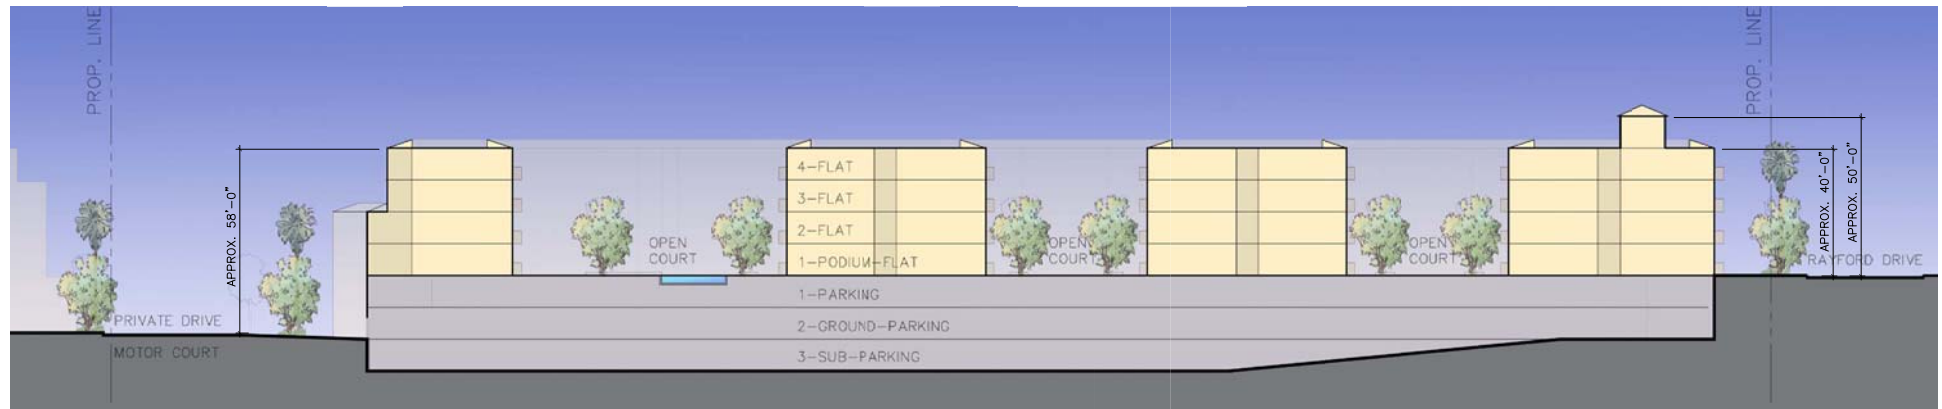 PROP. LINE
PROP. LINE
APPROX. 58'-0"
4-FLAT
3-FLAT
2-FLAT
1-PODIUM-FLAT
OPEN
COURT
OPEN
COURT
OPEN
COURT
APPROX. 40'-0"
APPROX. 50'-0"
RAYFORD DRIVE
1-PARKING
2-GROUND-PARKING
3-SUB-PARKING
PRIVATE DRIVE
MOTOR COURT